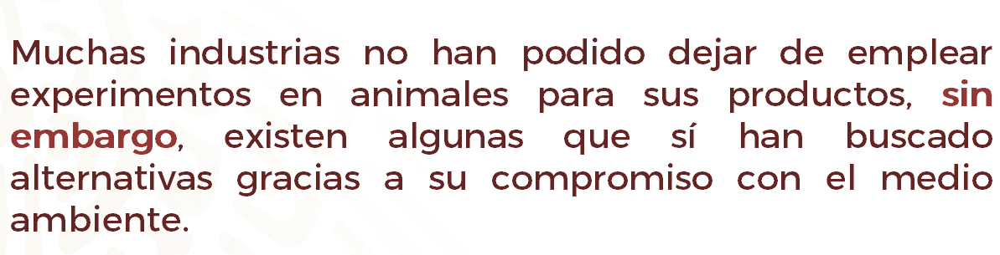 Muchas industrias no han podido dejar de emplear
experimentos en animales para sus productos, sin
embargo, existen algunas que sí han buscado
alternativas gracias a su compromiso con el medio
ambiente.